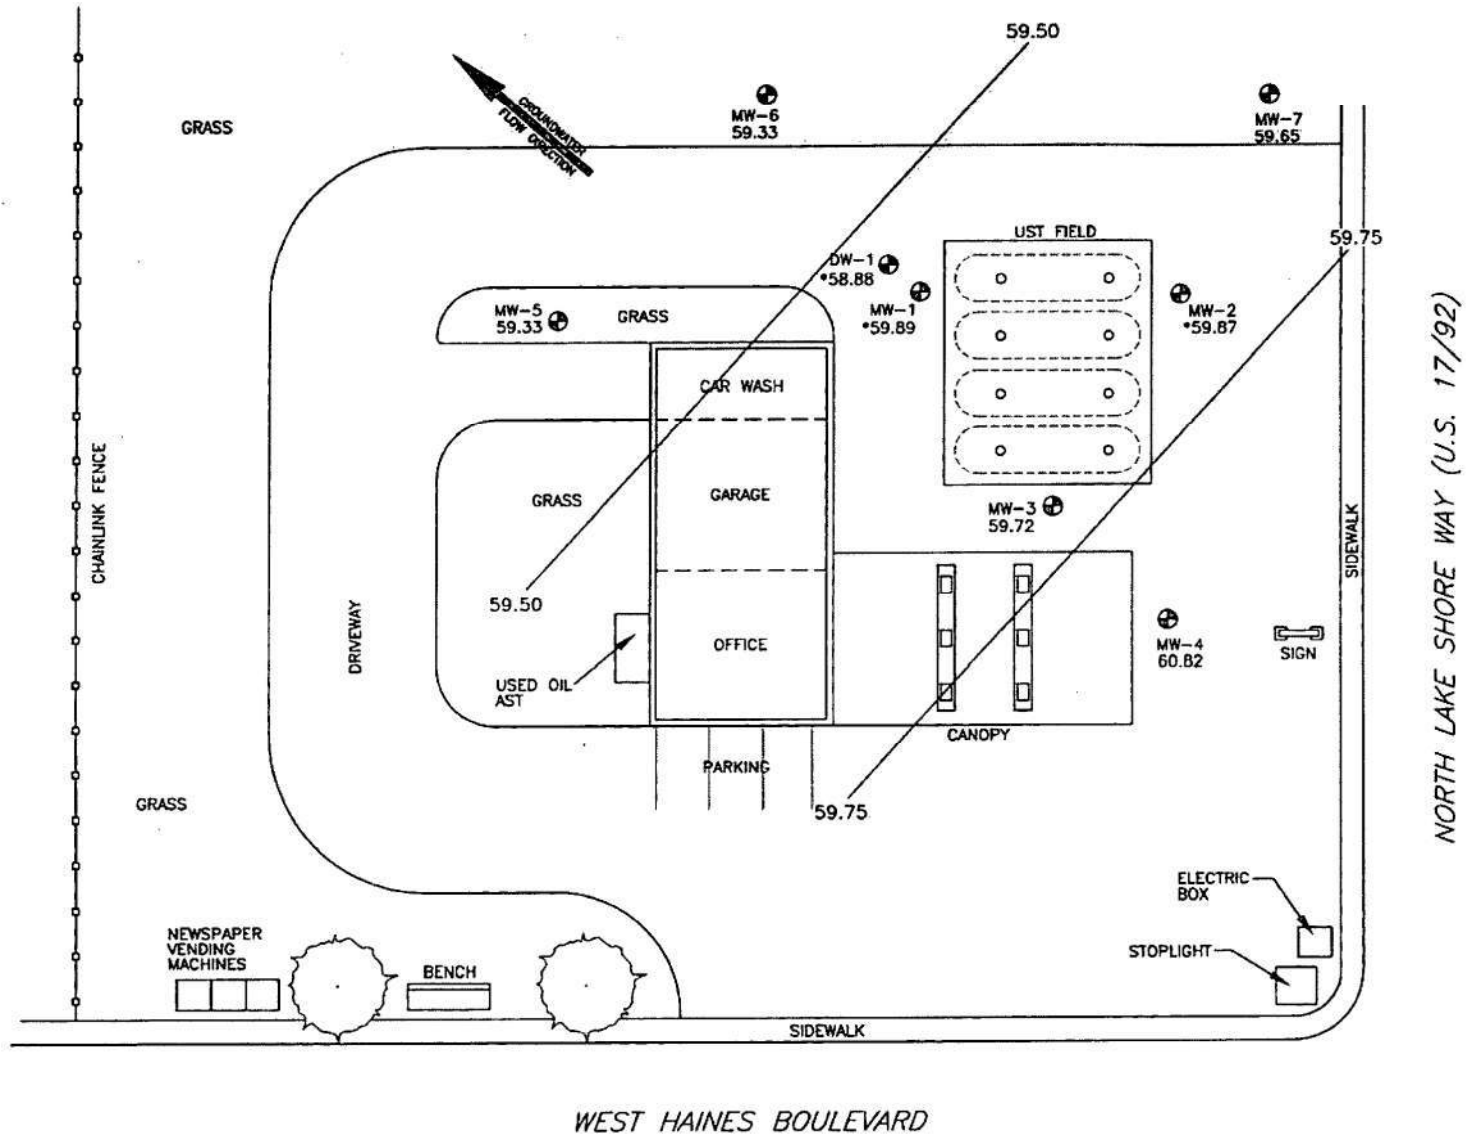 59.50
MW-6
59.33
MW-7
59.65
GRASS
GROUNDWATER
FLOW DIRECTION
59.75
UST FIELD
DW-1
*58.88
MW-1
*59.89
MW-2
*59.87
MW-5
59.33
GRASS
CAR WASH
CHAINLINK FENCE
GRASS
GARAGE
MW-3
59.72
SIDEWALK
NORTH LAKE SHORE WAY (U.S. 17/92)
59.50
DRIVEWAY
OFFICE
MW-4
60.82
SIGN
USED OIL
AST
CANOPY
PARKING
59.75
GRASS
ELECTRIC
BOX
STOPLIGHT
NEWSPAPER
VENDING
MACHINES
BENCH
SIDEWALK
WEST HAINES BOULEVARD